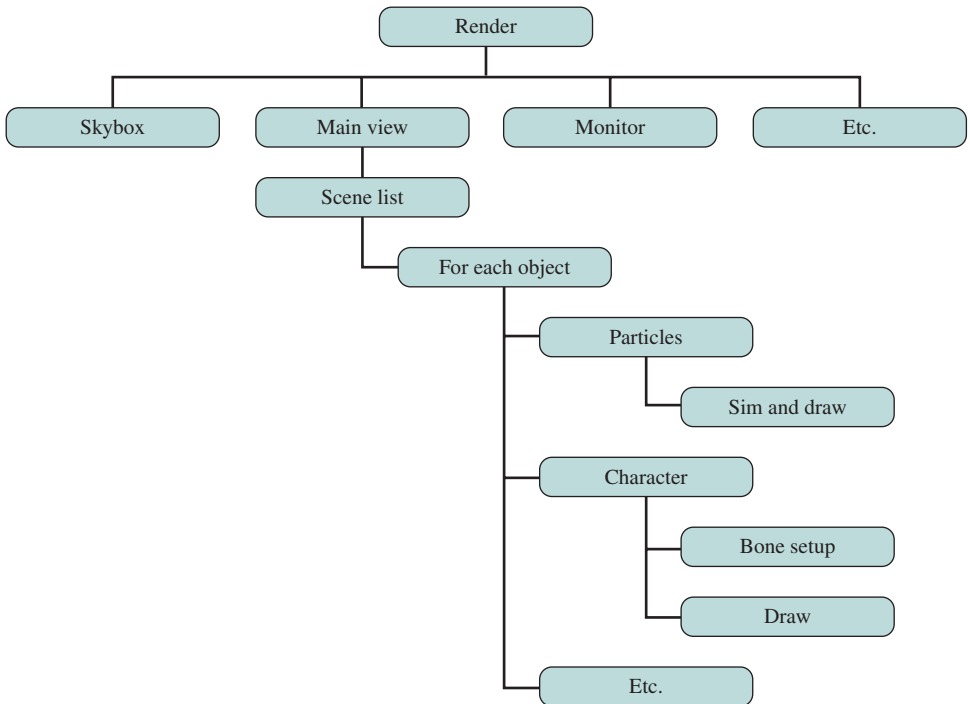 Render
Skybox
Main view
Monitor
Etc.
Scene list
For each object
Particles
Sim and draw
Character
Bone setup
Draw
Etc.